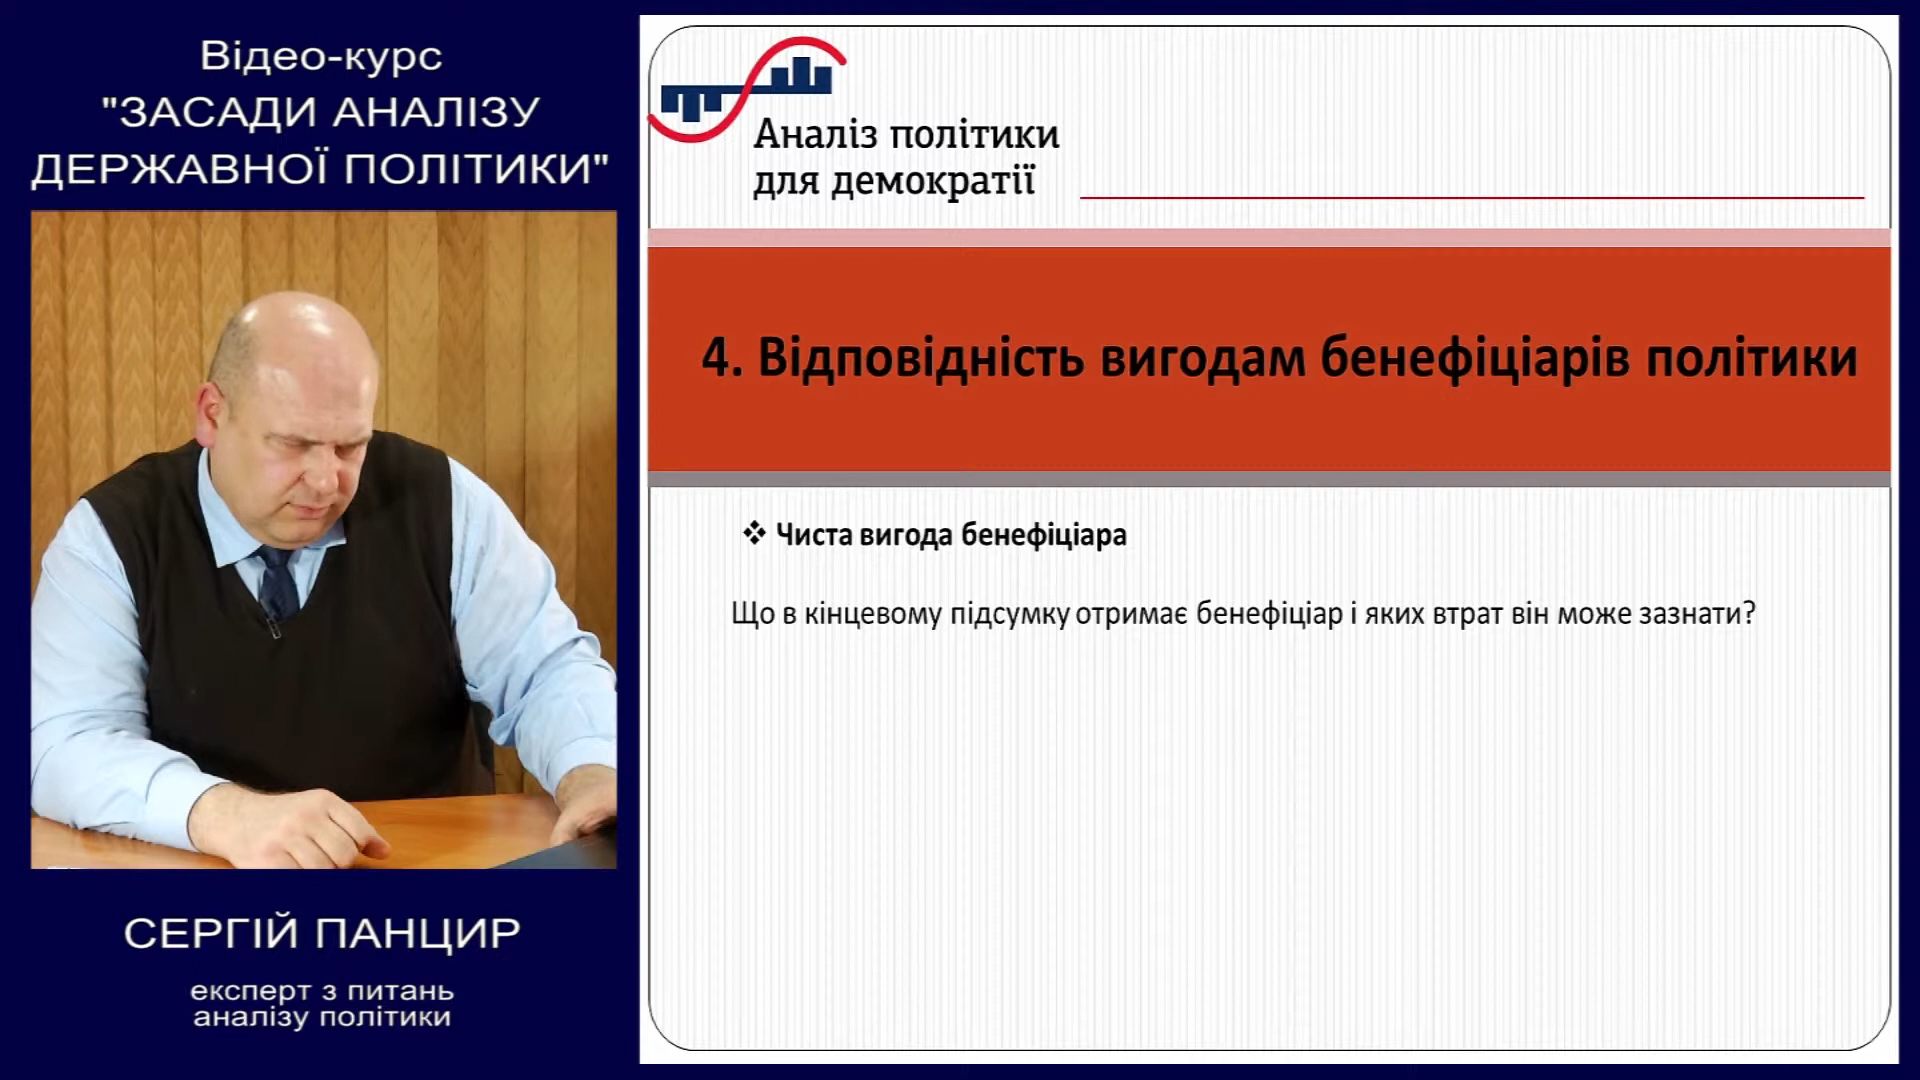 Відео-курс
"ЗАСАДИ АНАЛІЗУ
ДЕРЖАВНОЇ ПОЛІТИКИ"
СЕРГІЙ ПАНЦИР
експерт з питань
аналізу політики
Аналіз політики
для демократії
4. Відповідність вигодам бенефіціарів політики
❖ Чиста вигода бенефіціара
Що в кінцевому підсумку отримає бенефіціар і яких втрат він може зазнати?